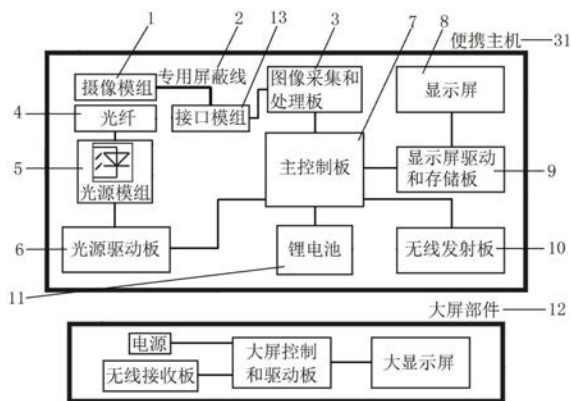 1
2
13
3
7
8
便携主机
31
摄像模组
专用屏蔽线
图像采集和
处理板
显示屏
4
光纤
接口模组
5
光源模组
主控制板
显示屏驱动
和存储板
9
6
光源驱动板
11
锂电池
无线发射板
10
大屏部件
12
电源
无线接收板
大屏控制
和驱动板
大显示屏